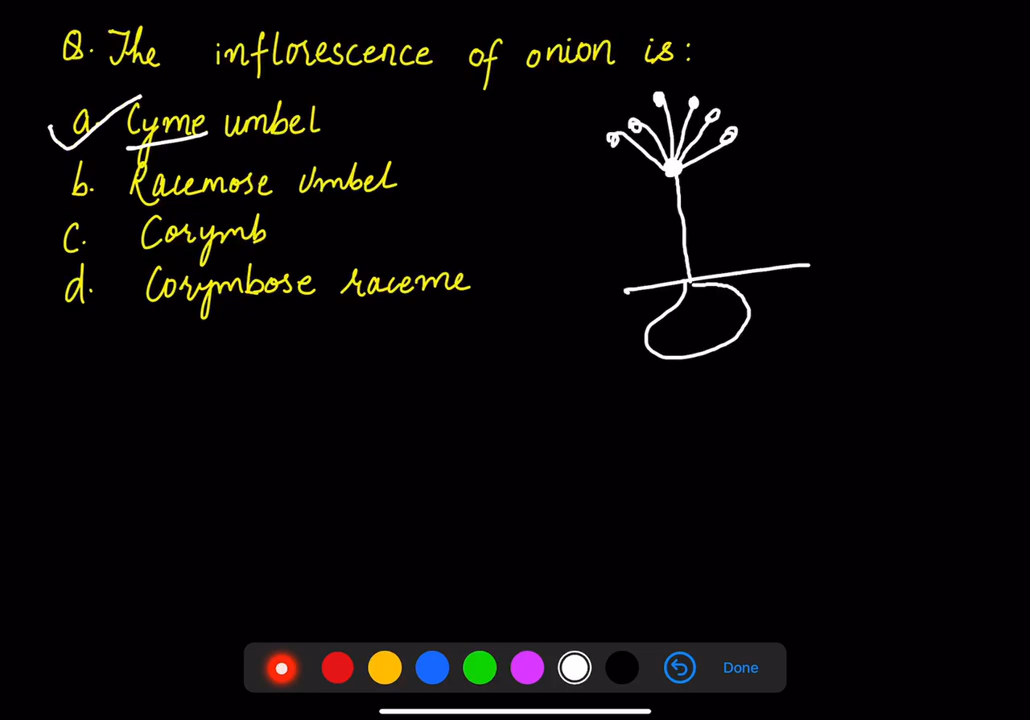 Q. The inflorescence of onion is:
a. Cyme umbel
b. Racemose Umbel
c. Corymb
d. Corymbose raceme
Done